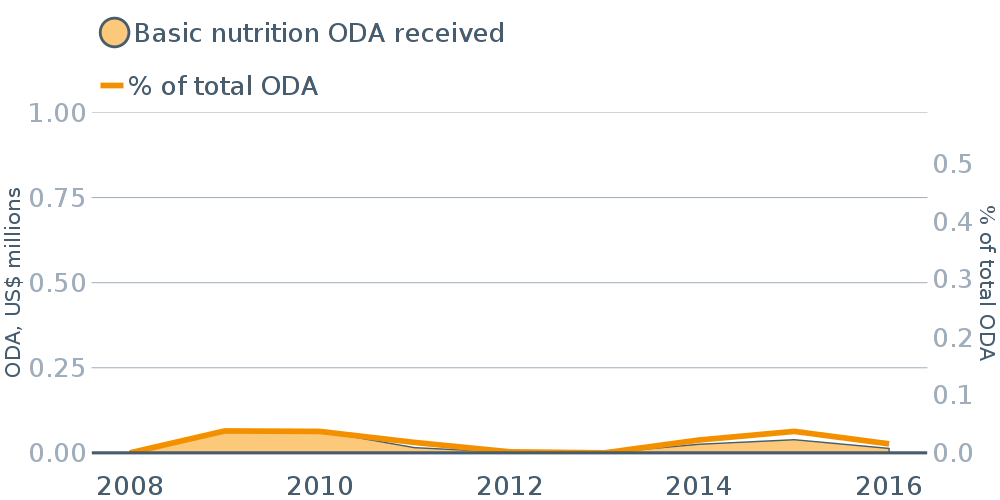 Basic nutrition ODA received
% of total ODA
1.00
0.75
0.50
0.25
0.00
ODA, US$ millions
0.5
0.4
0.3
0.2
0.1
0.0
% of total ODA
2008 2010 2012 2014 2016